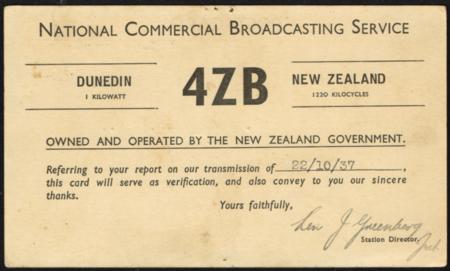 National Commercial Broadcasting Service
DUNEDIN
1 KILOWATT
4ZB
NEW ZEALAND
1220 KILOCYCLES
OWNED AND OPERATED BY THE NEW ZEALAND GOVERNMENT.
Referring to your report on our transmission of 22/10/37,
this card will serve as verification, and also convey to you our sincere
thanks.
Yours faithfully,
Len J Greenberg
Station Director.